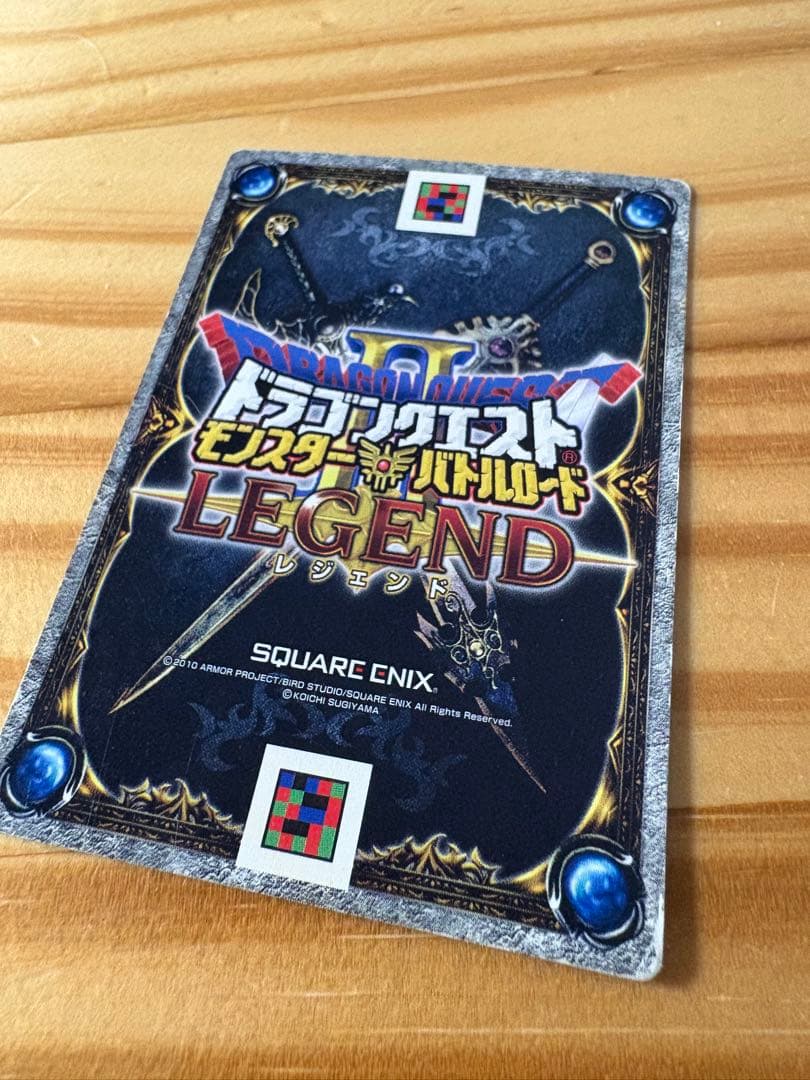 DRAGON QUEST
II
ドラゴンクエスト®
モンスター バトルロード
LEGEND
レジェンド
SQUARE ENIX®
©2010 ARMOR PROJECT/BIRD STUDIO/SQUARE ENIX All Rights Reserved.
©KOICHI SUGIYAMA